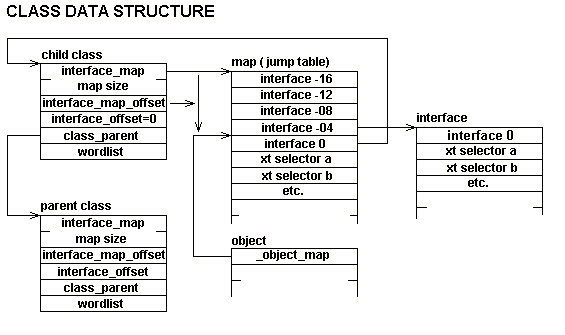 CLASS DATA STRUCTURE
child class
interface_map
map size
interface_map_offset
interface_offset=0
class_parent
wordlist
parent class
interface_map
map size
interface_map_offset
interface_offset
class_parent
wordlist
map ( jump table)
interface -16
interface -12
interface -08
interface -04
interface 0
xt selector a
xt selector b
etc.
object
_object_map
interface
interface 0
xt selector a
xt selector b
etc.